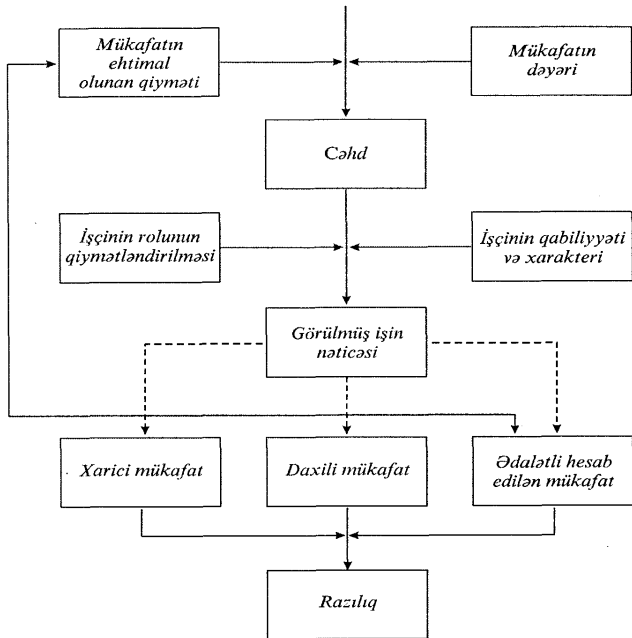 Mükafatın
ehtimal
olunan qiyməti
Mükafatın
dəyəri
Cəhd
İşçinin rolunun
qiymətləndirilməsi
İşçinin qabiliyyəti
və xarakteri
Görülmüş işin
nəticəsi
Xarici mükafat
Daxili mükafat
Ədalətli hesab
edilən mükafat
Razılıq